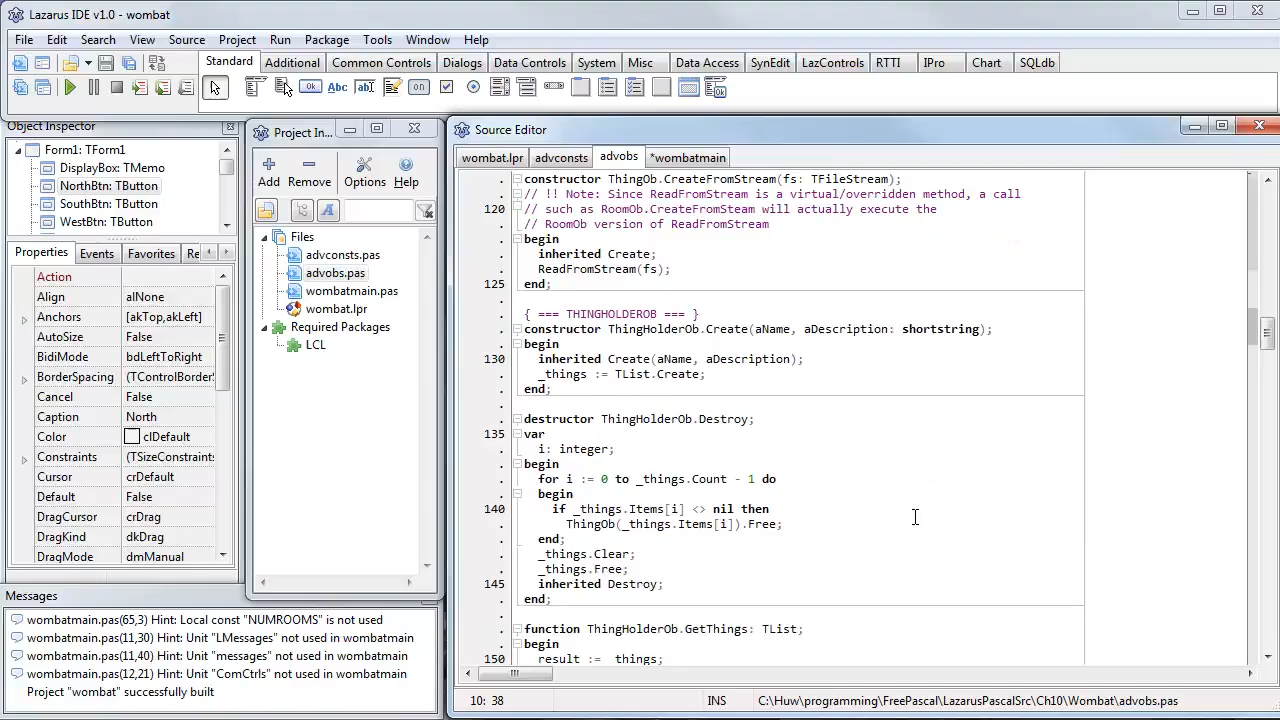 Lazarus IDE v1.0 - wombat
File Edit Search View Source Project Run Package Tools Window Help
Standard Additional Common Controls Dialogs Data Controls System Misc Data Access SynEdit LazControls RTTI IPro Chart SQLdb
Ok Abc ab on Ok
Object Inspector
Form1: TForm1
DisplayBox: TMemo
NorthBtn: TButton
SouthBtn: TButton
WestBtn: TButton
Properties Events Favorites Re
Action
Align alNone
Anchors [akTop,akLeft]
AutoSize False
BidiMode bdLeftToRight
BorderSpacing (TControlBorder
Cancel False
Caption North
Color clDefault
Constraints (TSizeConstraints
Cursor crDefault
Default False
DragCursor crDrag
DragKind dkDrag
DragMode dmManual
Messages
wombatmain.pas(65,3) Hint: Local const "NUMROOMS" is not used
wombatmain.pas(11,30) Hint: Unit "LMessages" not used in wombatmain
wombatmain.pas(11,40) Hint: Unit "messages" not used in wombatmain
wombatmain.pas(12,21) Hint: Unit "ComCtrls" not used in wombatmain
Project "wombat" successfully built
Project In...
Add Remove Options Help
Files
advconsts.pas
advobs.pas
wombatmain.pas
wombat.lpr
Required Packages
LCL
Source Editor
wombat.lpr advconsts advobs *wombatmain
constructor ThingOb.CreateFromStream(fs: TFileStream);
// !! Note: Since ReadFromStream is a virtual/overridden method, a call
120 // such as RoomOb.CreateFromSteam will actually execute the
// RoomOb version of ReadFromStream
begin
inherited Create;
ReadFromStream(fs);
125 end;
{ === THINGHOLDEROB === }
constructor ThingHolderOb.Create(aName, aDescription: shortstring);
begin
130 inherited Create(aName, aDescription);
_things := TList.Create;
end;
destructor ThingHolderOb.Destroy;
135 var
i: integer;
begin
for i := 0 to _things.Count - 1 do
begin
140 if _things.Items[i] <> nil then
ThingOb(_things.Items[i]).Free;
end;
_things.Clear;
_things.Free;
145 inherited Destroy;
end;
function ThingHolderOb.GetThings: TList;
begin
150 result := _things;
10: 38 INS C:\Huw\programming\FreePascal\LazarusPascalSrc\Ch10\Wombat\advobs.pas